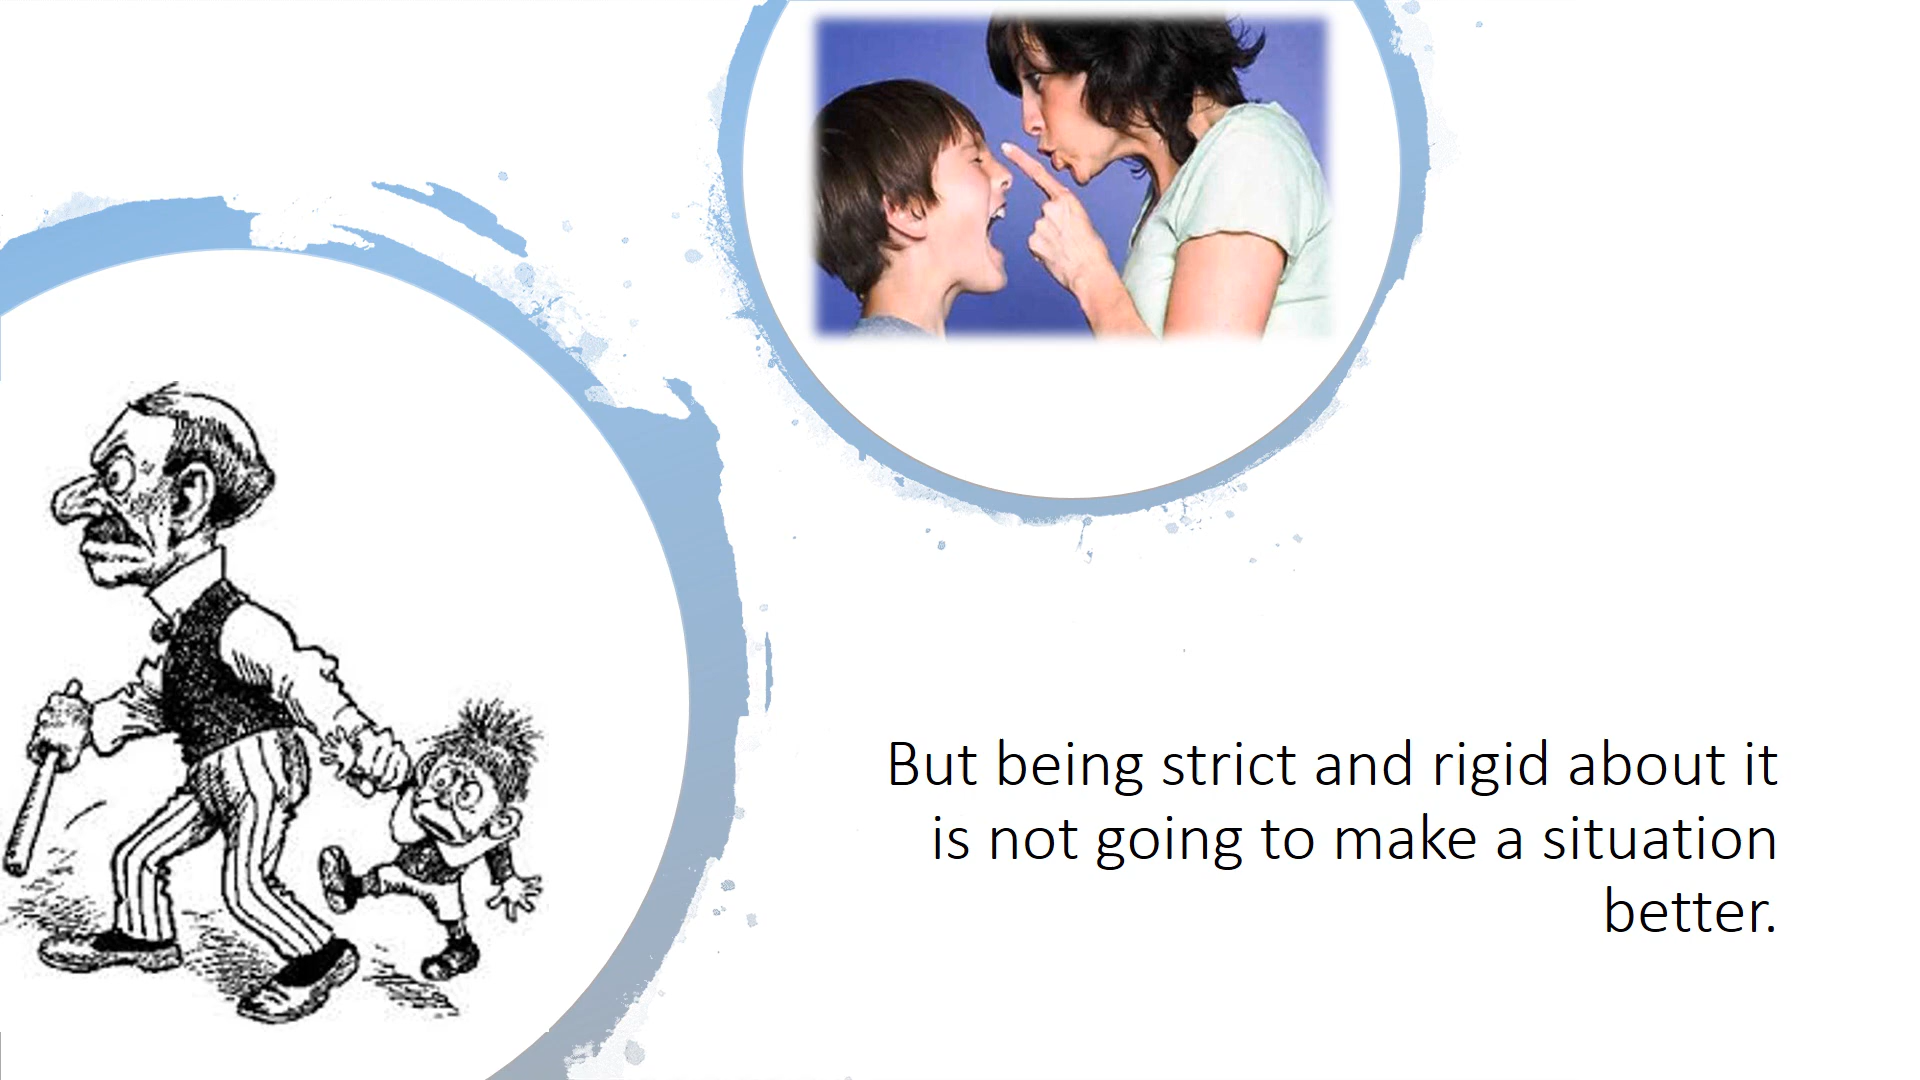 But being strict and rigid about it
is not going to make a situation
better.